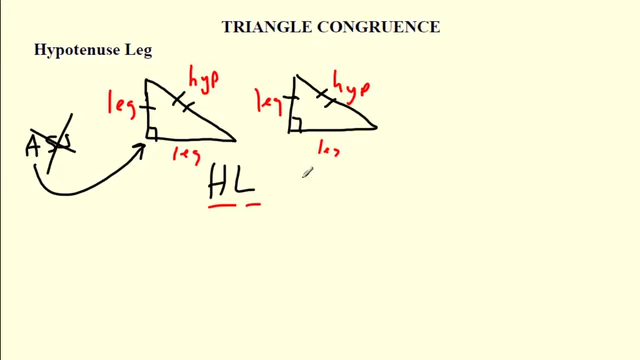 TRIANGLE CONGRUENCE
Hypotenuse Leg
hyp hyp
leg leg
ASS
leg leg
HL